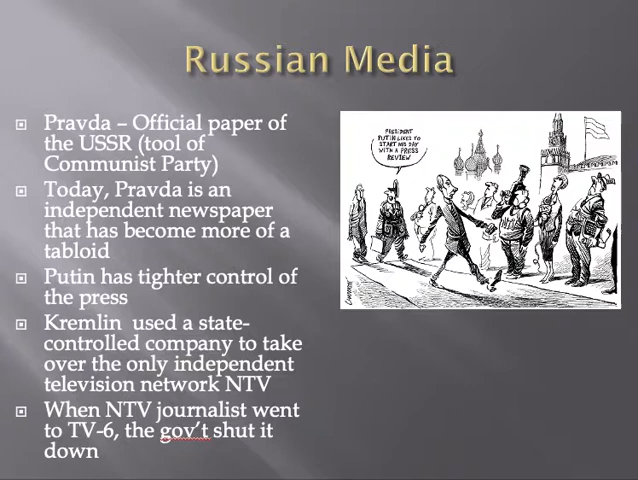 Russian Media
Pravda – Official paper of
the USSR (tool of
Communist Party)
Today, Pravda is an
independent newspaper
that has become more of a
tabloid
Putin has tighter control of
the press
Kremlin used a state-
controlled company to take
over the only independent
television network NTV
When NTV journalist went
to TV-6, the gov't shut it
down
PRESIDENT
PUTIN LIKES TO
START HIS DAY
WITH A PRESS
REVIEW